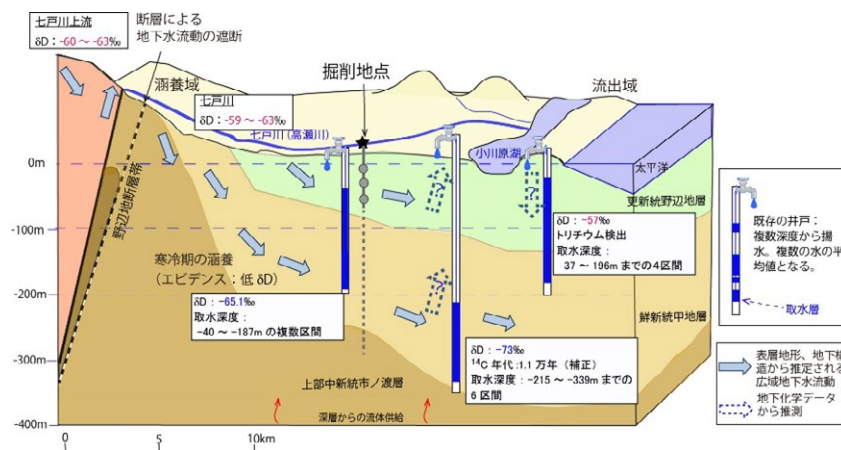 七戸川上流
δD：-60 ～ -63‰
断層による
地下水流動の遮断
涵養域
七戸川
δD：-59 ～ -63‰
掘削地点
流出域
七戸川(高瀬川)
小川原湖
太平洋
0m
-100m
-200m
-300m
-400m
野辺地断層帯
更新統野辺地層
鮮新統甲地層
寒冷期の涵養
（エビデンス：低 δD）
?
?
?
δD：-65.1‰
取水深度：
-40 ～ -187m の複数区間
δD：-57‰
トリチウム検出
取水深度：
37 ～ 196m までの4区間
δD：-73‰
14C 年代：1.1 万年（補正）
取水深度：-215 ～ -339m までの
6 区間
上部中新統市ノ渡層
深層からの流体供給
0
5
10km
既存の井戸：
複数深度から揚
水。複数の水の平
均値となる。
取水層
表層地形、地下構
造から推定される
広域地下水流動
地下化学データ
から推測